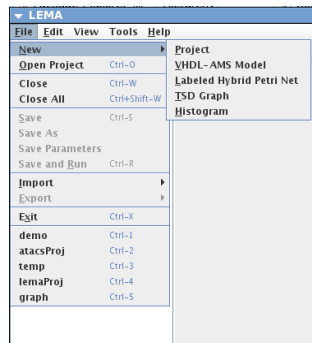 LEMA
File Edit View Tools Help
New
Open Project Ctrl-O
Close Ctrl-W
Close All Ctrl+Shift-W
Save Ctrl-S
Save As
Save Parameters
Save and Run Ctrl-R
Import
Export
Exit Ctrl-X
demo Ctrl-1
atacsProj Ctrl-2
temp Ctrl-3
lemaProj Ctrl-4
graph Ctrl-5
Project
VHDL-AMS Model
Labeled Hybrid Petri Net
TSD Graph
Histogram